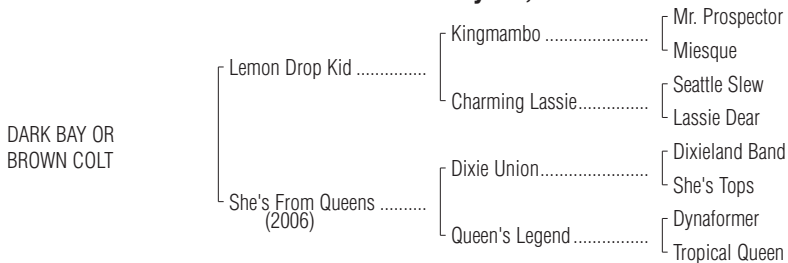 Mr. Prospector
Kingmambo ......................
Miesque
Lemon Drop Kid ...............
Seattle Slew
Charming Lassie...............
Lassie Dear
DARK BAY OR
BROWN COLT
Dixieland Band
Dixie Union.......................
She's Tops
She's From Queens ..........
(2006)
Dynaformer
Queen's Legend................
Tropical Queen